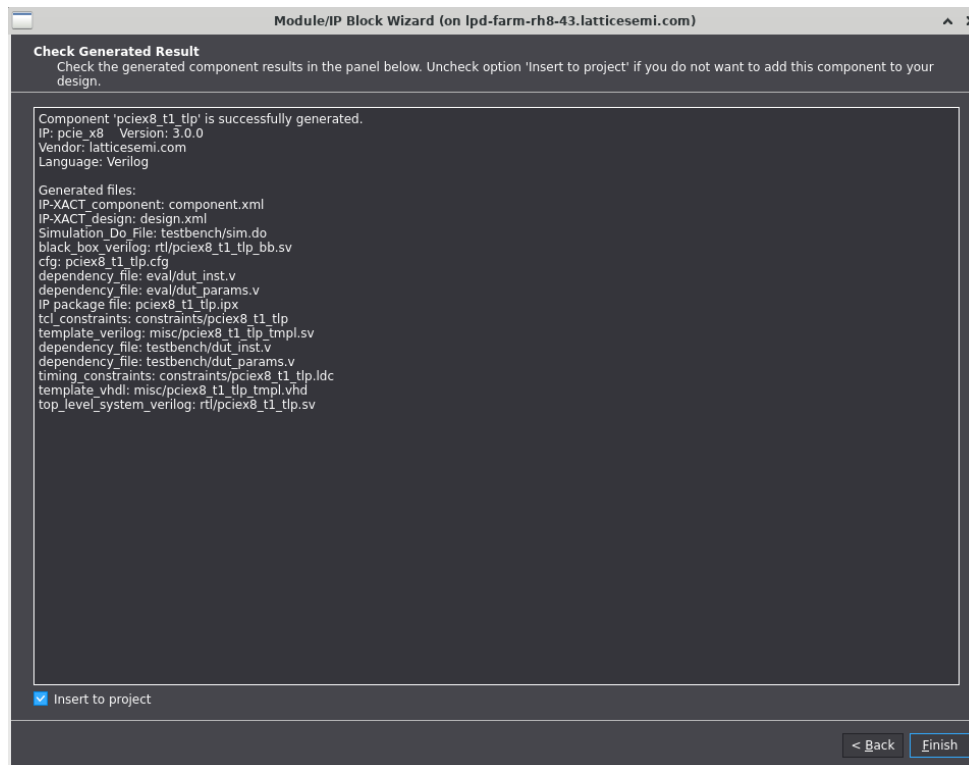 Module/IP Block Wizard (on lpd-farm-rh8-43.latticesemi.com)
Check Generated Result
Check the generated component results in the panel below. Uncheck option 'Insert to project' if you do not want to add this component to your
design.
Component 'pciex8_t1_tlp' is successfully generated.
IP: pcie_x8    Version: 3.0.0
Vendor: latticesemi.com
Language: Verilog
Generated files:
IP-XACT_component: component.xml
IP-XACT_design: design.xml
Simulation_Do_File: testbench/sim.do
black_box_verilog: rtl/pciex8_t1_tlp_bb.sv
cfg: pciex8_t1_tlp.cfg
dependency_file: eval/dut_inst.v
dependency_file: eval/dut_params.v
IP package file: pciex8_t1_tlp.ipx
tcl_constraints: constraints/pciex8_t1_tlp
template_verilog: misc/pciex8_t1_tlp_tmpl.sv
dependency_file: testbench/dut_inst.v
dependency_file: testbench/dut_params.v
timing_constraints: constraints/pciex8_t1_tlp.ldc
template_vhdl: misc/pciex8_t1_tlp_tmpl.vhd
top_level_system_verilog: rtl/pciex8_t1_tlp.sv
Insert to project
< Back    Finish